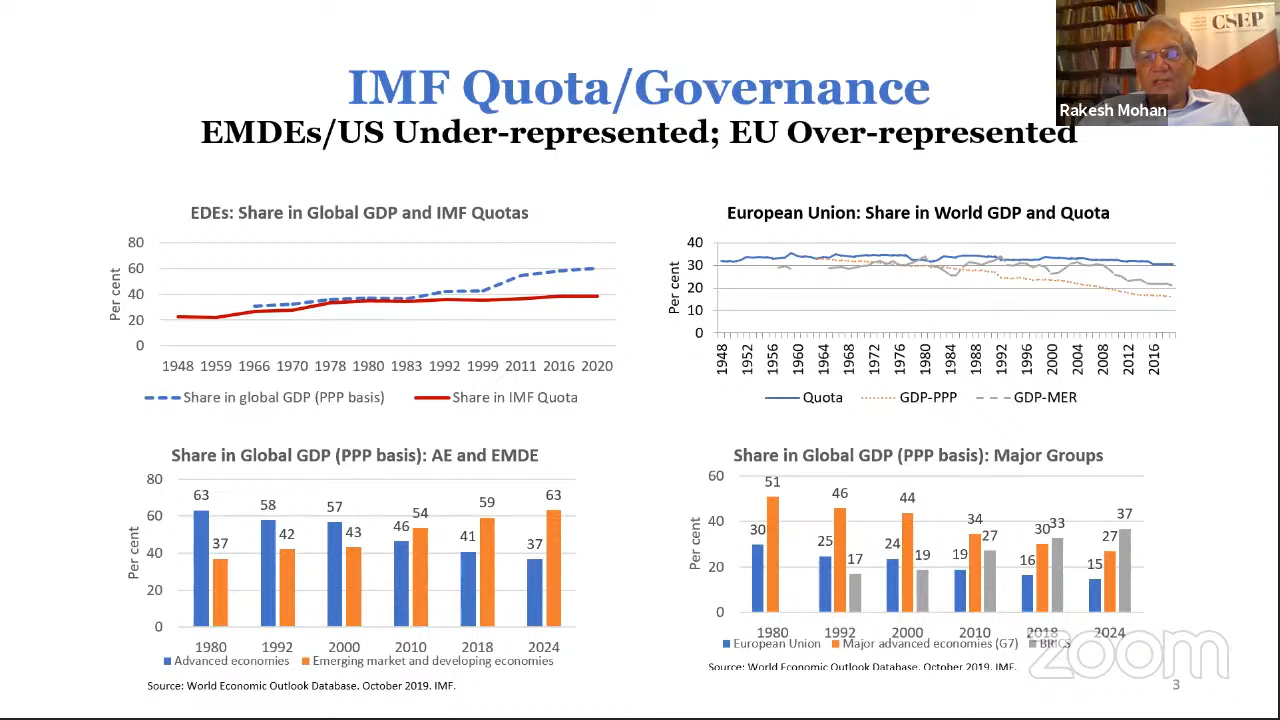 CSEP
Rakesh Mohan
IMF Quota/Governance
EMDEs/US Under-represented; EU Over-represented
EDEs: Share in Global GDP and IMF Quotas
80
60
40
20
0
Per cent
1948 1959 1966 1970 1978 1980 1983 1992 1999 2011 2016 2020
Share in global GDP (PPP basis) Share in IMF Quota
European Union: Share in World GDP and Quota
40
30
20
10
0
Per cent
1948 1952 1956 1960 1964 1968 1972 1976 1980 1984 1988 1992 1996 2000 2004 2008 2012 2016
Quota GDP-PPP GDP-MER
Share in Global GDP (PPP basis): AE and EMDE
80
60
40
20
0
Per cent
63 37 58 42 57 43 46 54 41 59 37 63
1980 1992 2000 2010 2018 2024
Advanced economies Emerging market and developing economies
Source: World Economic Outlook Database, October 2019, IMF.
Share in Global GDP (PPP basis): Major Groups
60
40
20
0
Per cent
30 51 25 46 17 24 44 19 19 34 27 16 30 33 15 27 37
1980 1992 2000 2010 2018 2024
European Union Major advanced economies (G7) BRICS
Source: World Economic Outlook Database, October 2019, IMF.
zoom
3